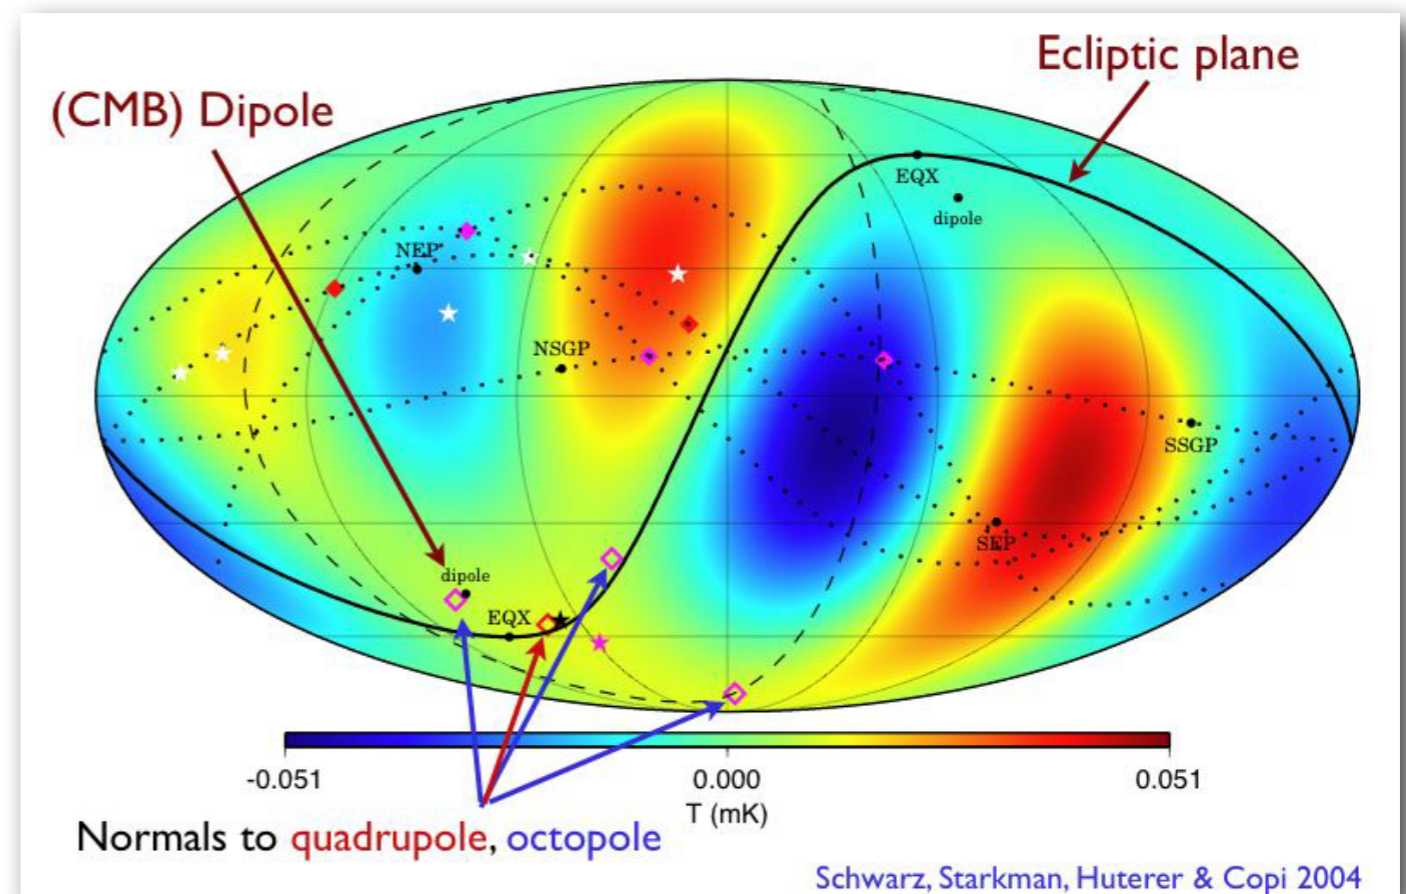 Ecliptic plane
(CMB) Dipole
EQX
dipole
NEP
NSGP
SSGP
SEP
dipole
EQX
-0.051
0.000
0.051
T (mK)
Normals to quadrupole, octopole
Schwarz, Starkman, Huterer & Copi 2004